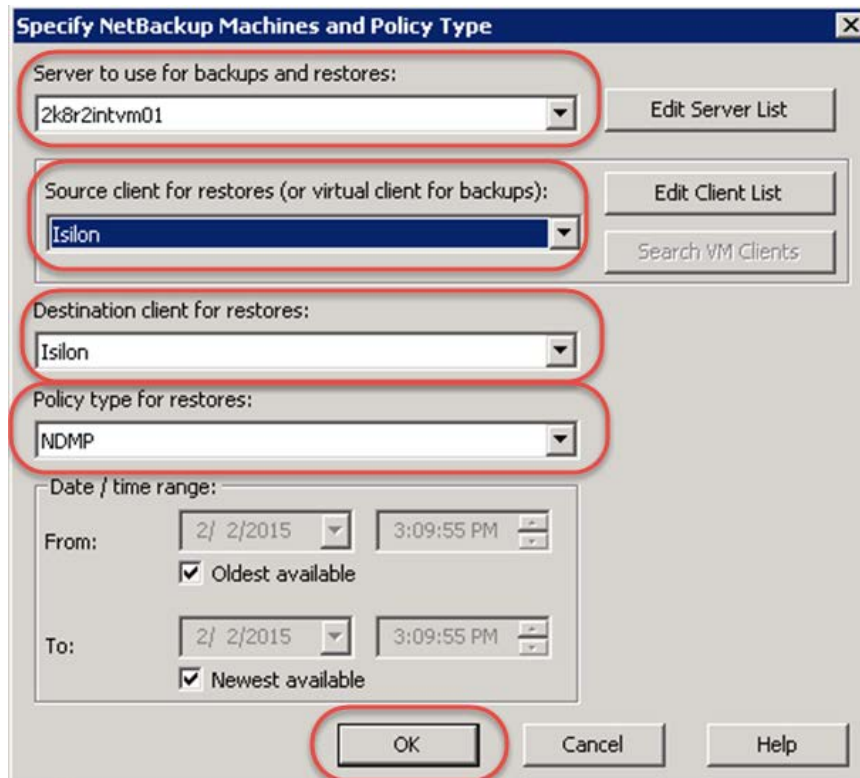 Specify NetBackup Machines and Policy Type
Server to use for backups and restores:
2k8r2intvm01
Edit Server List
Source client for restores (or virtual client for backups):
Isilon
Edit Client List
Search VM Clients
Destination client for restores:
Isilon
Policy type for restores:
NDMP
Date / time range:
From: 2/ 2/2015 3:09:55 PM
Oldest available
To: 2/ 2/2015 3:09:55 PM
Newest available
OK Cancel Help